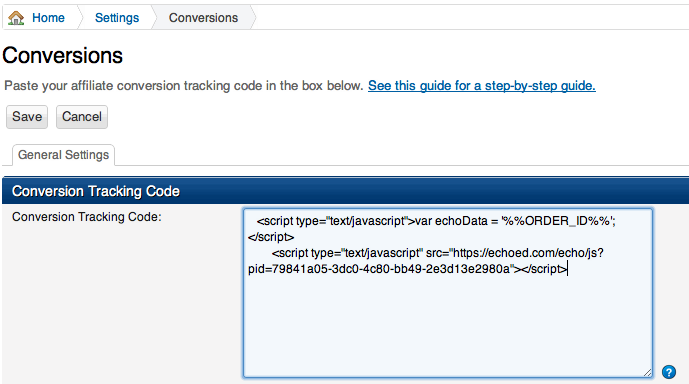 Home Settings Conversions
Conversions
Paste your affiliate conversion tracking code in the box below. See this guide for a step-by-step guide.
Save Cancel
General Settings
Conversion Tracking Code
Conversion Tracking Code:
<script type="text/javascript">var echoData = '%%ORDER_ID%%';
</script>
<script type="text/javascript" src="https://echoed.com/echo/js?
pid=79841a05-3dc0-4c80-bb49-2e3d13e2980a"></script>
?